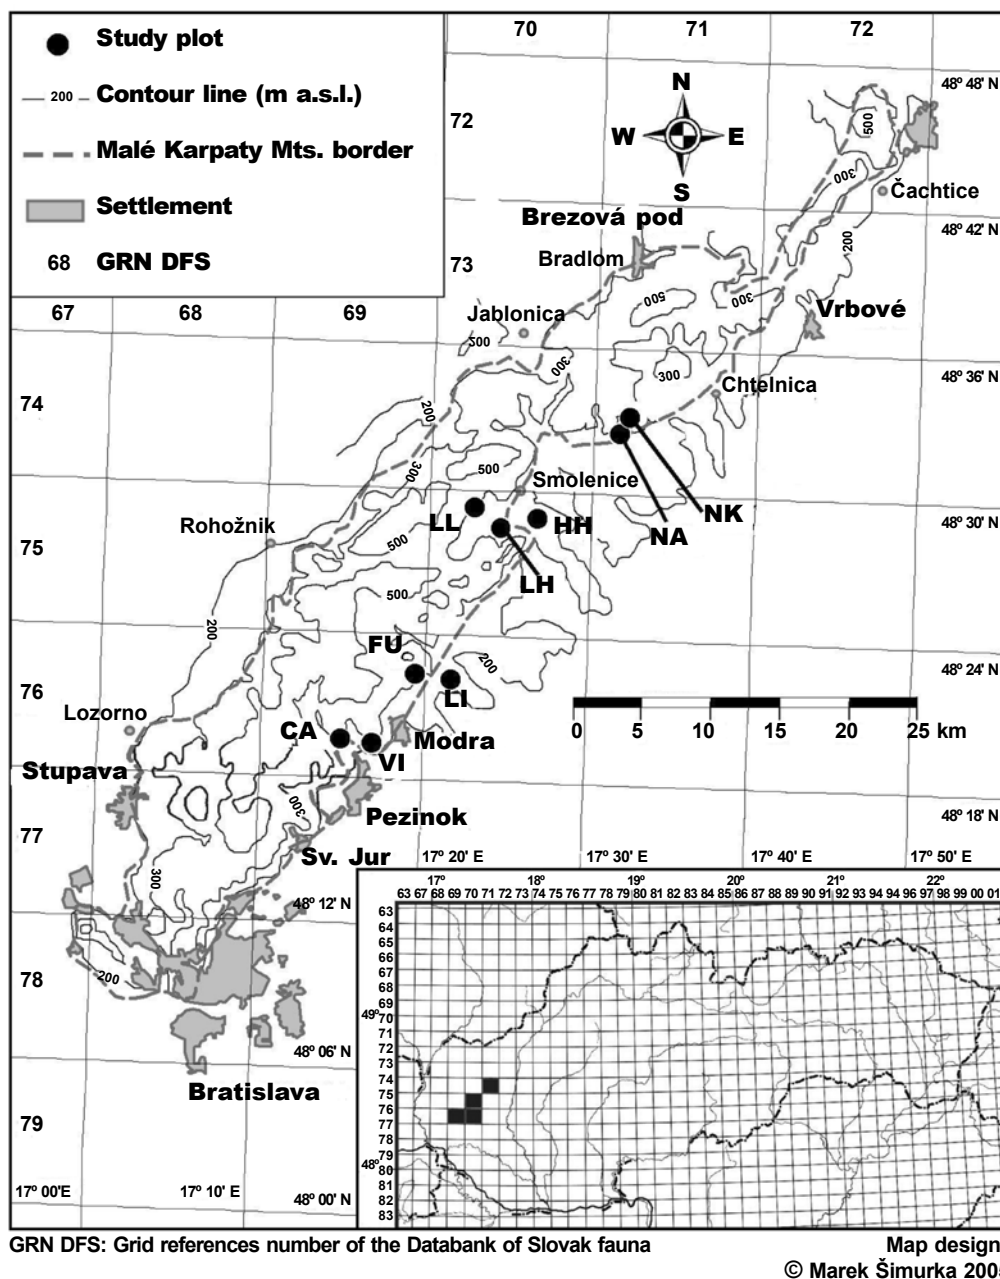 Study plot
200 Contour line (m a.s.l.)
Malé Karpaty Mts. border
Settlement
68 GRN DFS
70 71 72
72
73
67 68 69
74
75
76
77
78
79
N
W E
S
48º 48' N
48º 42' N
48º 36' N
48º 30' N
48º 24' N
48º 18' N
48º 12' N
48º 06' N
48º 00' N
500
300
Čachtice
200
Brezová pod
Bradlom
500
300
Vrbové
Jablonica
500
300
300
Chtelnica
200
300
500
Smolenice
NK
NA
Rohožnik
LL
HH
LH
500
500
200
FU
200
LI
Lozorno
CA
VI
Modra
0 5 10 15 20 25 km
Stupava
300
Pezinok
Sv. Jur
300
200
Bratislava
17º 20' E 17º 30' E 17º 40' E 17º 50' E
17º 00'E 17º 10' E
17º 18º 19º 20º 21º 22º
63 67 68 69 70 71 72 73 74 75 76 77 78 79 80 81 82 83 84 85 86 87 88 89 90 91 92 93 94 94 96 97 98 99 00 01
63
64
65
66
67
68
69
49º 70
71
72
73
74
75
76
77
78
79
48º 80
81
82
83
GRN DFS: Grid references number of the Databank of Slovak fauna
Map design
© Marek Šimurka